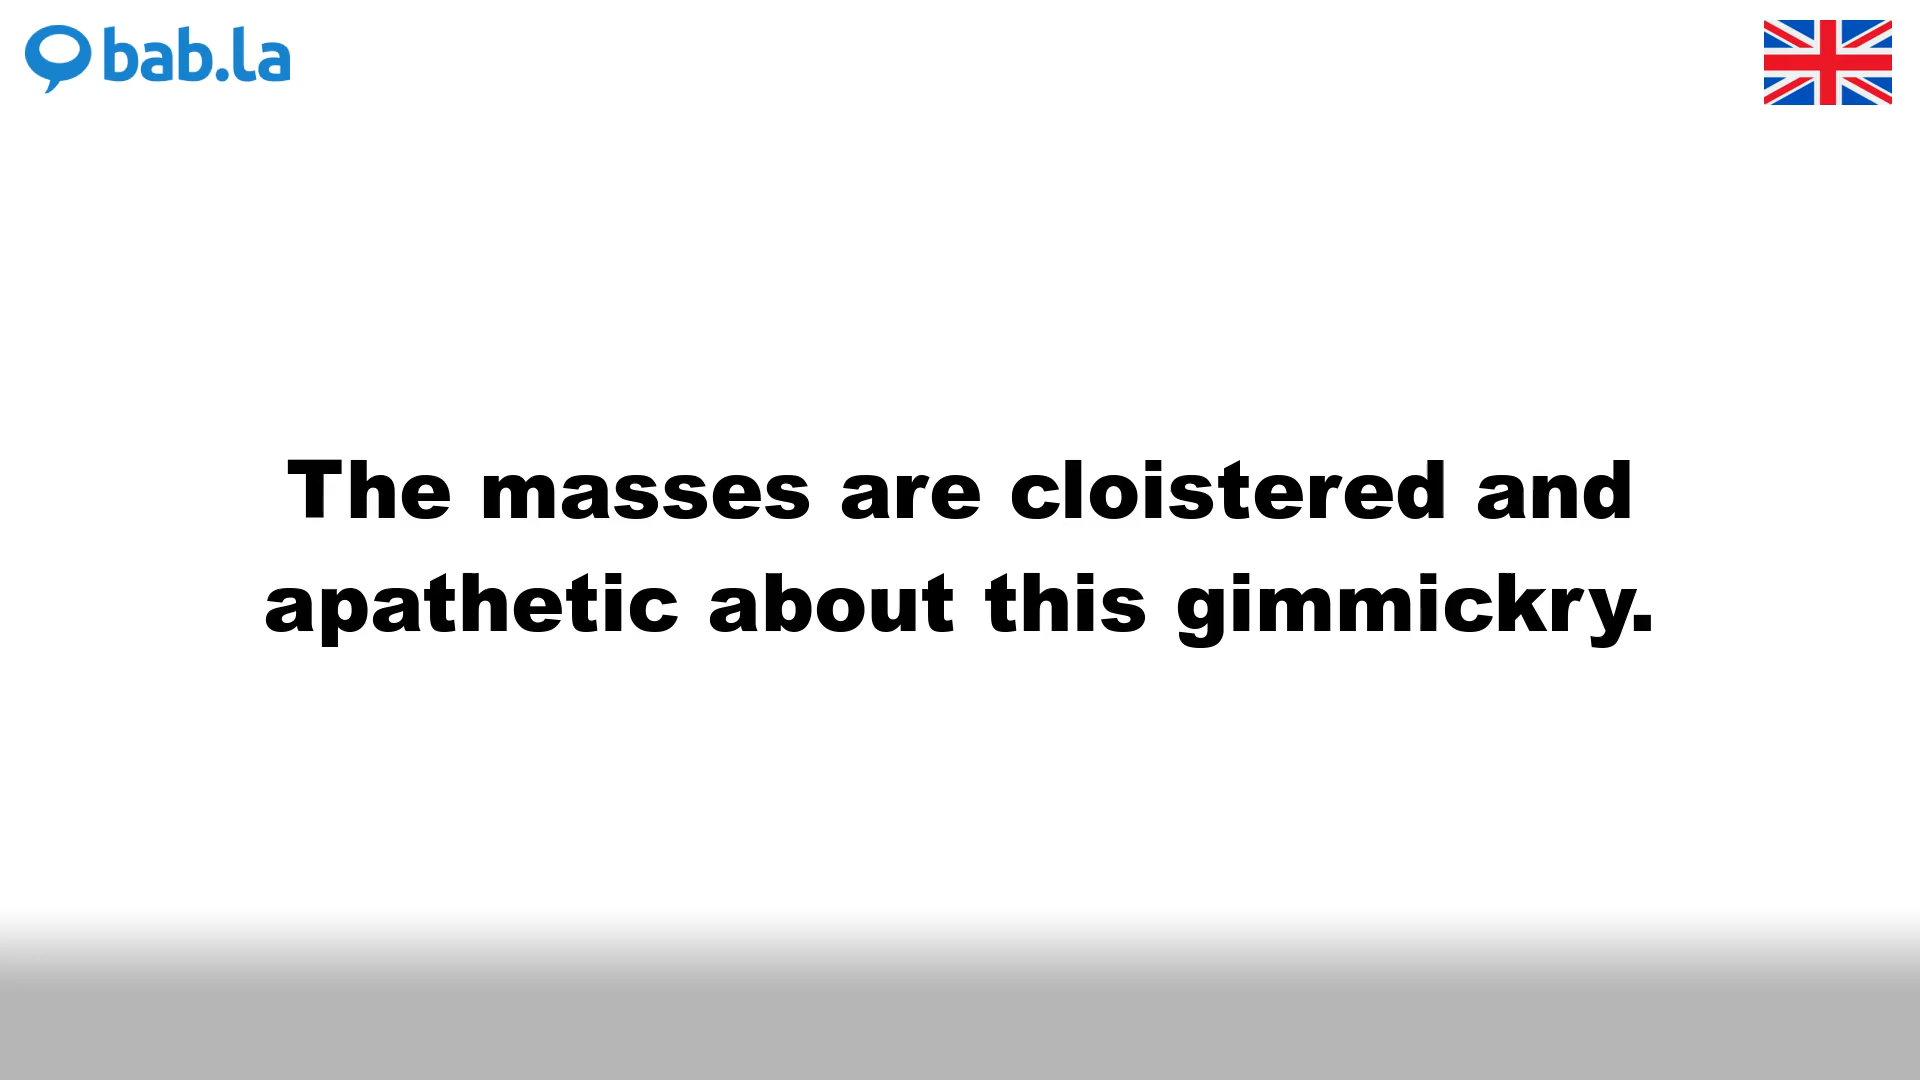 bab.la
The masses are cloistered and
apathetic about this gimmickry.